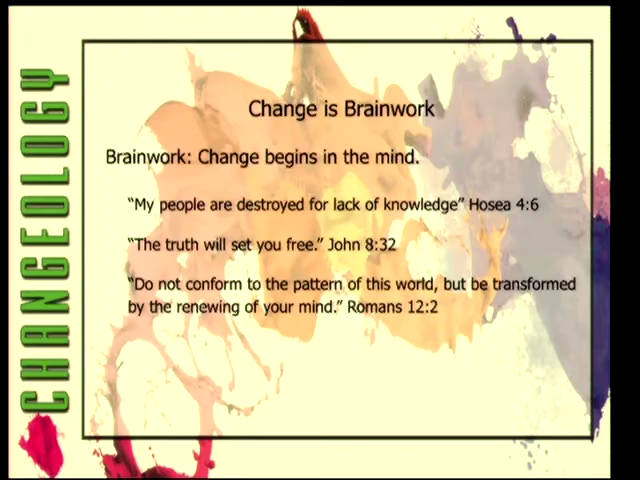 CHANGEOLOGY
Change is Brainwork
Brainwork: Change begins in the mind.
“My people are destroyed for lack of knowledge” Hosea 4:6
“The truth will set you free.” John 8:32
“Do not conform to the pattern of this world, but be transformed
by the renewing of your mind.” Romans 12:2